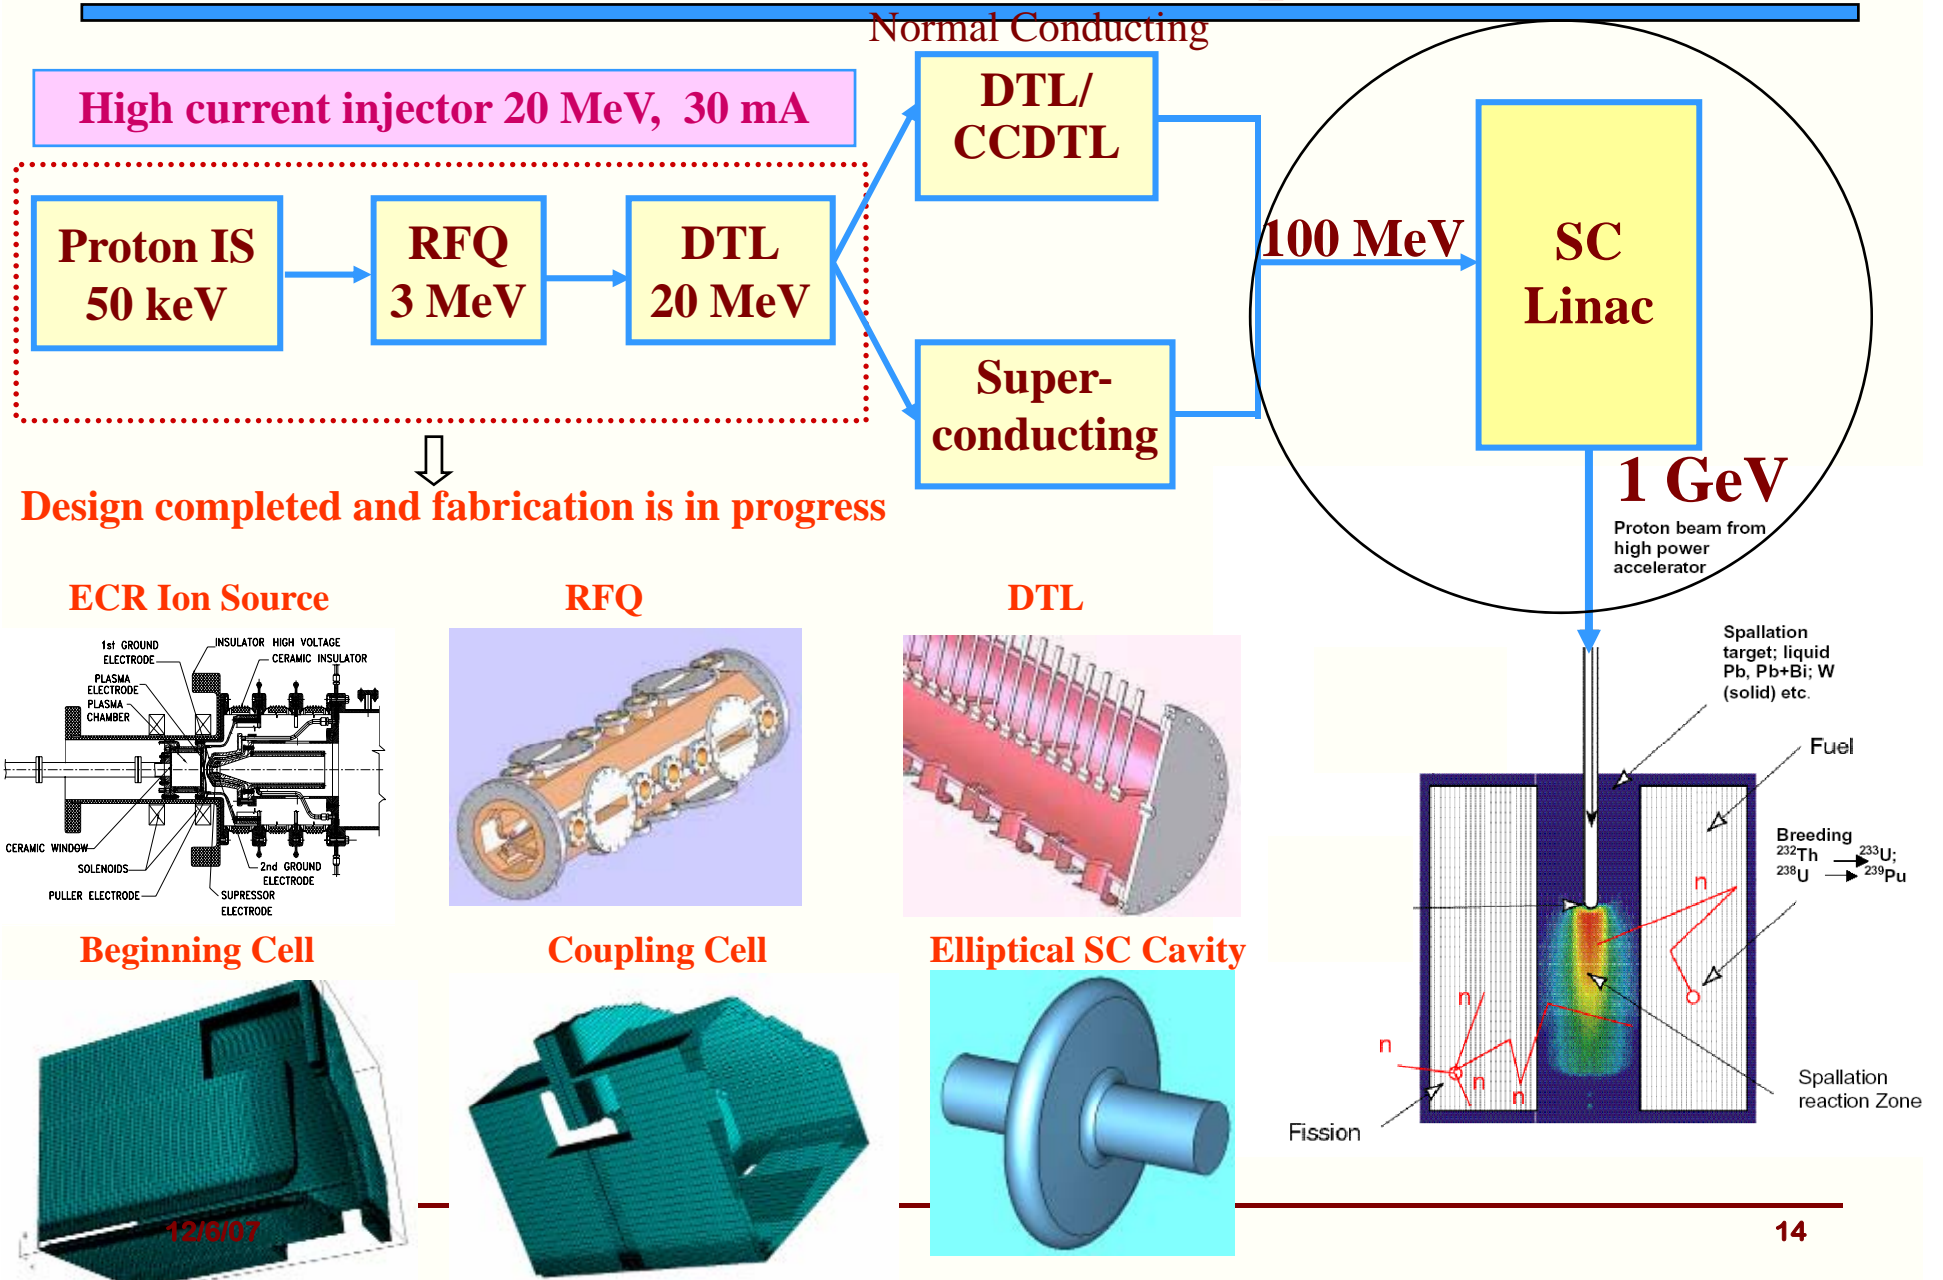 Normal Conducting
High current injector 20 MeV, 30 mA
DTL/
CCDTL
Proton IS
50 keV
RFQ
3 MeV
DTL
20 MeV
100 MeV
SC
Linac
Super-
conducting
1 GeV
Proton beam from
high power
accelerator
Design completed and fabrication is in progress
ECR Ion Source
RFQ
DTL
1st GROUND
ELECTRODE
INSULATOR HIGH VOLTAGE
CERAMIC INSULATOR
PLASMA
ELECTRODE
PLASMA
CHAMBER
CERAMIC WINDOW
SOLENOIDS
PULLER ELECTRODE
2nd GROUND
ELECTRODE
SUPRESSOR
ELECTRODE
Spallation
target; liquid
Pb, Pb+Bi; W
(solid) etc.
Fuel
Breeding
²³²Th → ²³³U;
²³⁸U → ²³⁹Pu
n
n
n
n
n
Fission
Spallation
reaction Zone
Beginning Cell
Coupling Cell
Elliptical SC Cavity
12/6/07
14